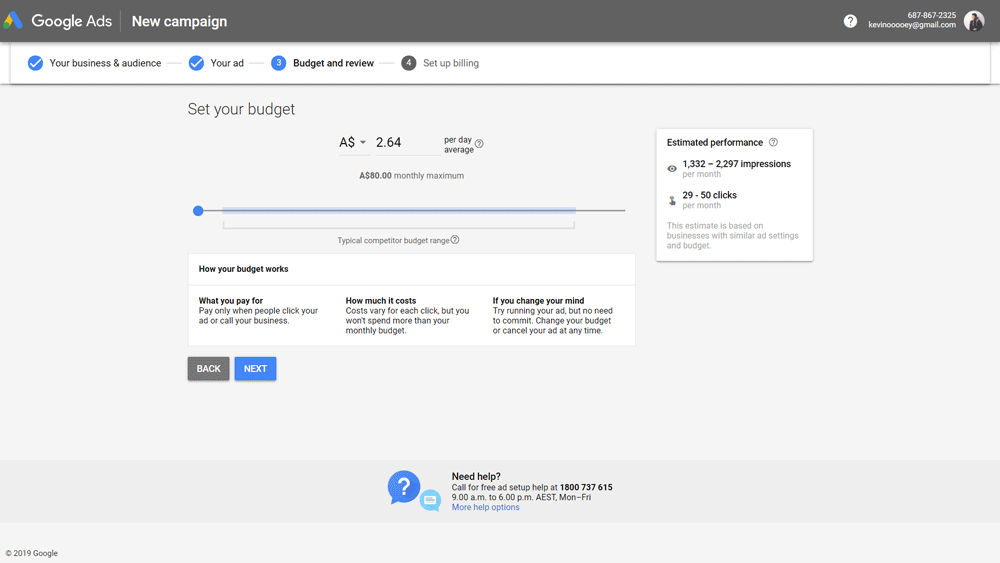 Google Ads New campaign
687-867-2325
kevinooooey@gmail.com
Your business & audience
Your ad
3 Budget and review
4 Set up billing
Set your budget
A$ 2.64 per day
average
A$80.00 monthly maximum
Typical competitor budget range
Estimated performance
1,332 – 2,297 impressions
per month
29 - 50 clicks
per month
This estimate is based on
businesses with similar ad settings
and budget.
How your budget works
What you pay for
Pay only when people click your
ad or call your business.
How much it costs
Costs vary for each click, but you
won't spend more than your
monthly budget.
If you change your mind
Try running your ad, but no need
to commit. Change your budget
or cancel your ad at any time.
BACK
NEXT
Need help?
Call for free ad setup help at 1800 737 615
9.00 a.m. to 6.00 p.m. AEST, Mon–Fri
More help options
© 2019 Google